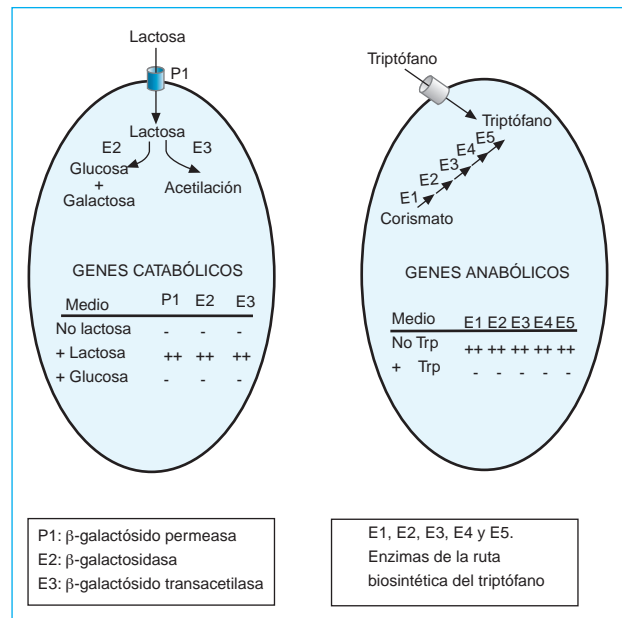 Lactosa
P1
Lactosa
E2 E3
Glucosa
+
Galactosa
Acetilación
GENES CATABÓLICOS
Medio P1 E2 E3
No lactosa - - -
+ Lactosa ++ ++ ++
+ Glucosa - - -
P1: β-galactósido permeasa
E2: β-galactosidasa
E3: β-galactósido transacetilasa
Triptófano
Triptófano
E5
E4
E3
E2
E1
Corismato
GENES ANABÓLICOS
Medio E1 E2 E3 E4 E5
No Trp ++ ++ ++ ++ ++
+ Trp - - - - -
E1, E2, E3, E4 y E5.
Enzimas de la ruta
biosintética del triptófano